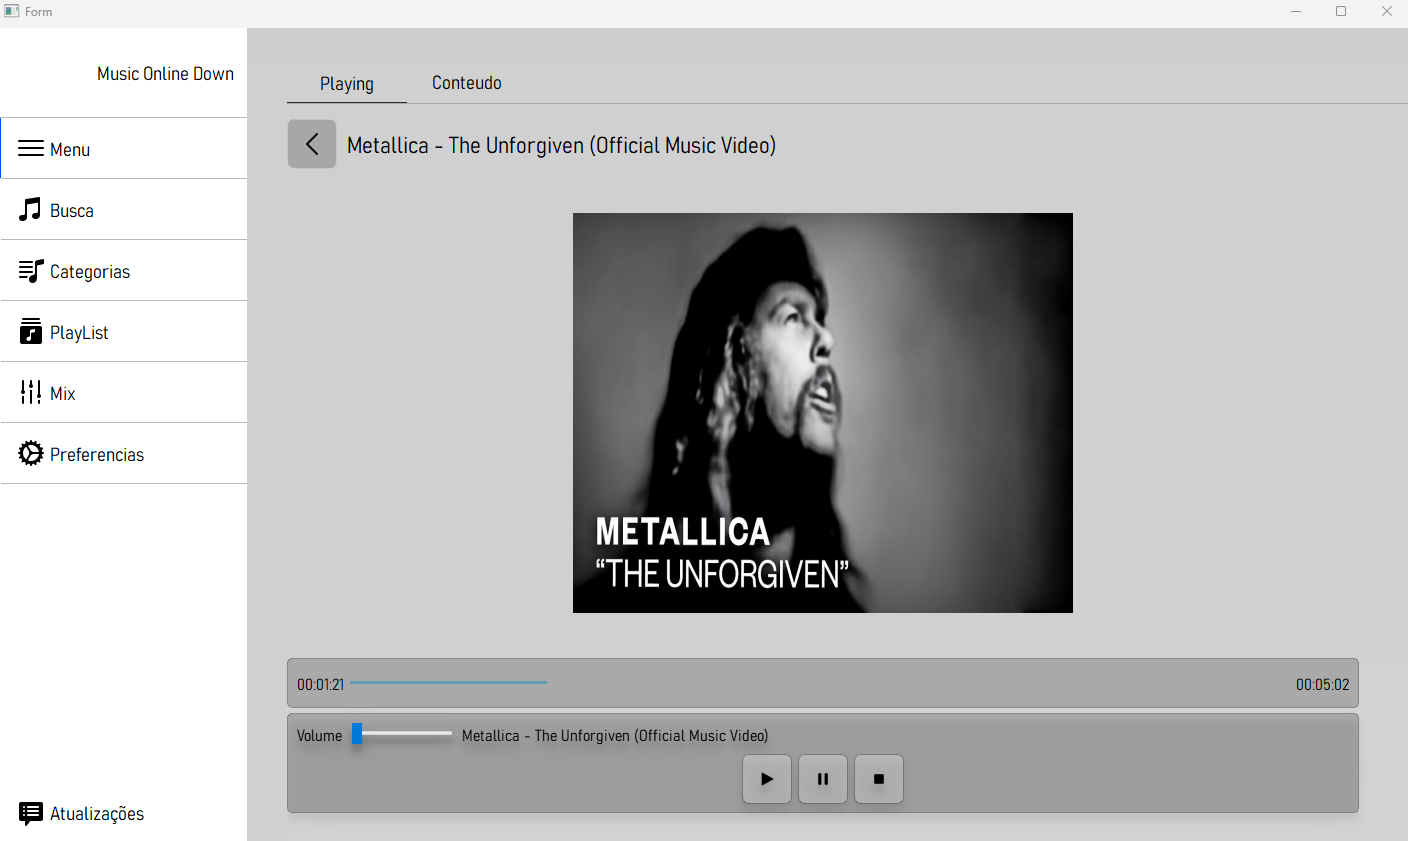 Form
Music Online Down
Menu
Busca
Categorias
PlayList
Mix
Preferencias
Atualizações
Playing
Conteudo
Metallica - The Unforgiven (Official Music Video)
METALLICA
“THE UNFORGIVEN”
00:01:21
00:05:02
Volume
Metallica - The Unforgiven (Official Music Video)